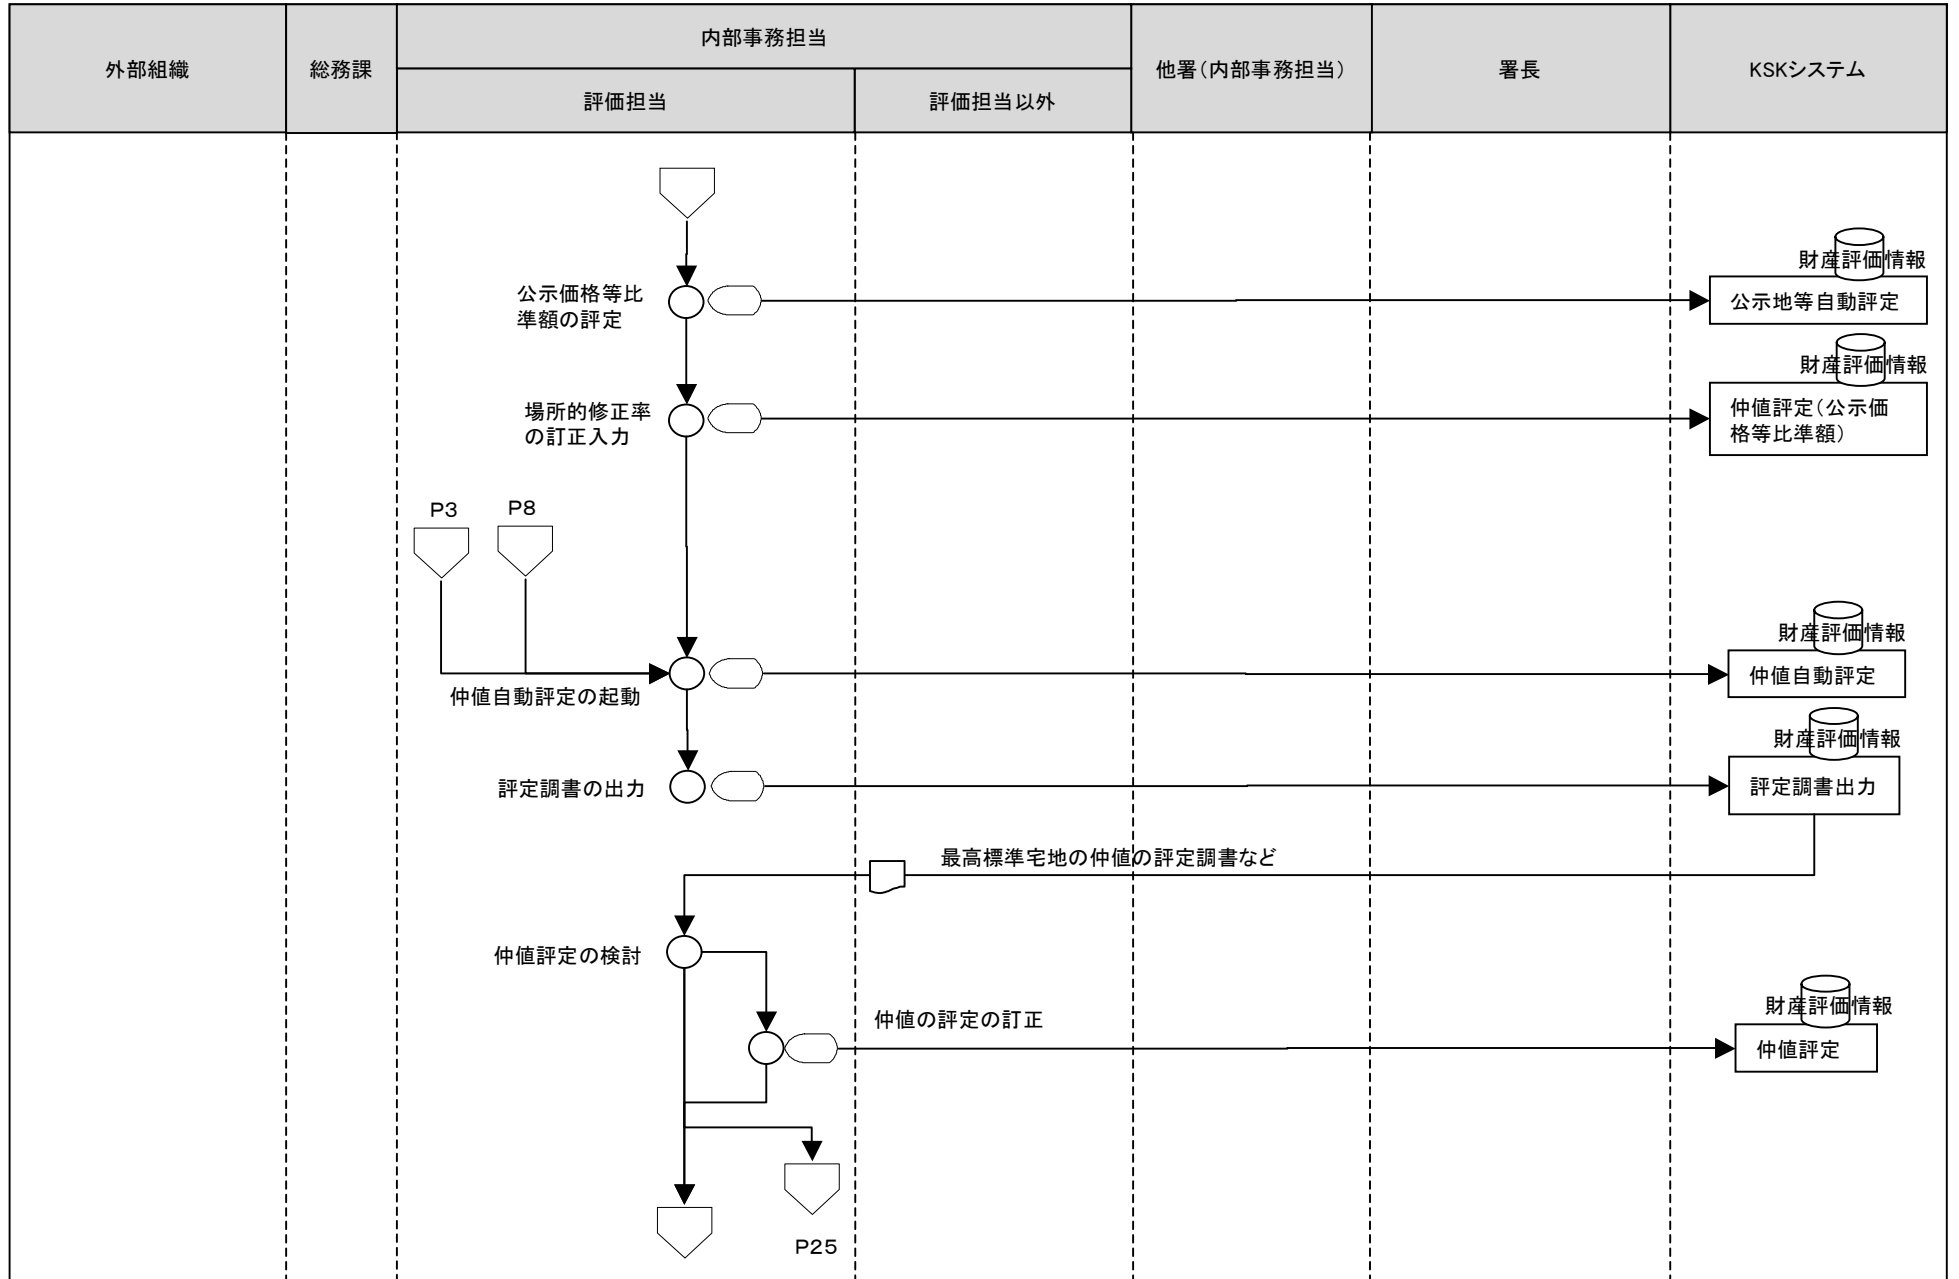 外部組織
総務課
内部事務担当
評価担当
評価担当以外
他署（内部事務担当）
署長
KSKシステム
公示価格等比
準額の評定
財産評価情報
公示地等自動評定
場所的修正率
の訂正入力
財産評価情報
仲値評定（公示価
格等比準額）
P3
P8
仲値自動評定の起動
財産評価情報
仲値自動評定
評定調書の出力
財産評価情報
評定調書出力
最高標準宅地の仲値の評定調書など
仲値評定の検討
仲値の評定の訂正
財産評価情報
仲値評定
P25